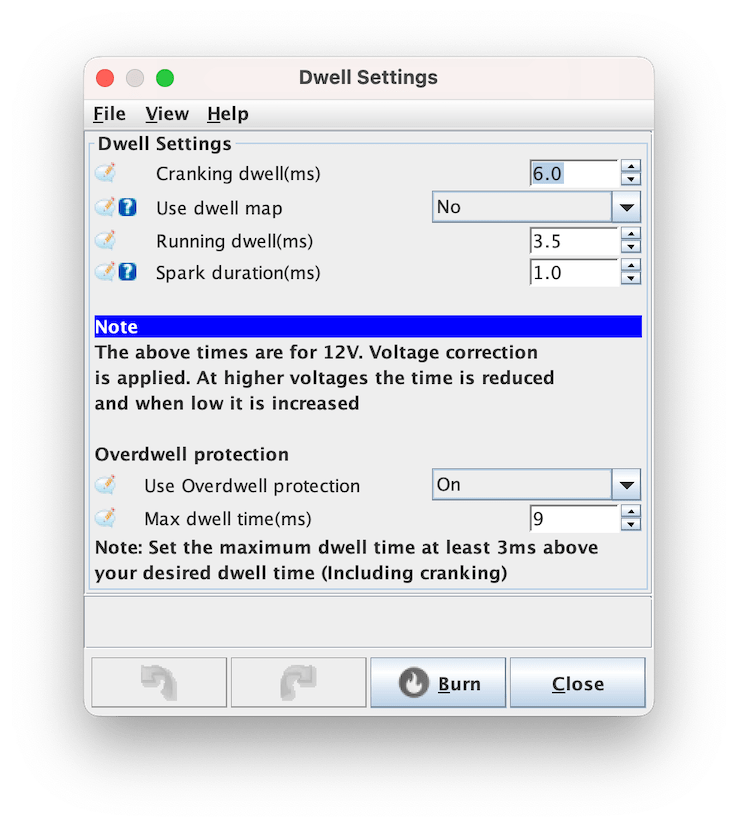 Dwell Settings
File View Help
Dwell Settings
Cranking dwell(ms) 6.0
? Use dwell map No
Running dwell(ms) 3.5
? Spark duration(ms) 1.0
Note
The above times are for 12V. Voltage correction
is applied. At higher voltages the time is reduced
and when low it is increased
Overdwell protection
Use Overdwell protection On
Max dwell time(ms) 9
Note: Set the maximum dwell time at least 3ms above
your desired dwell time (Including cranking)
Burn Close